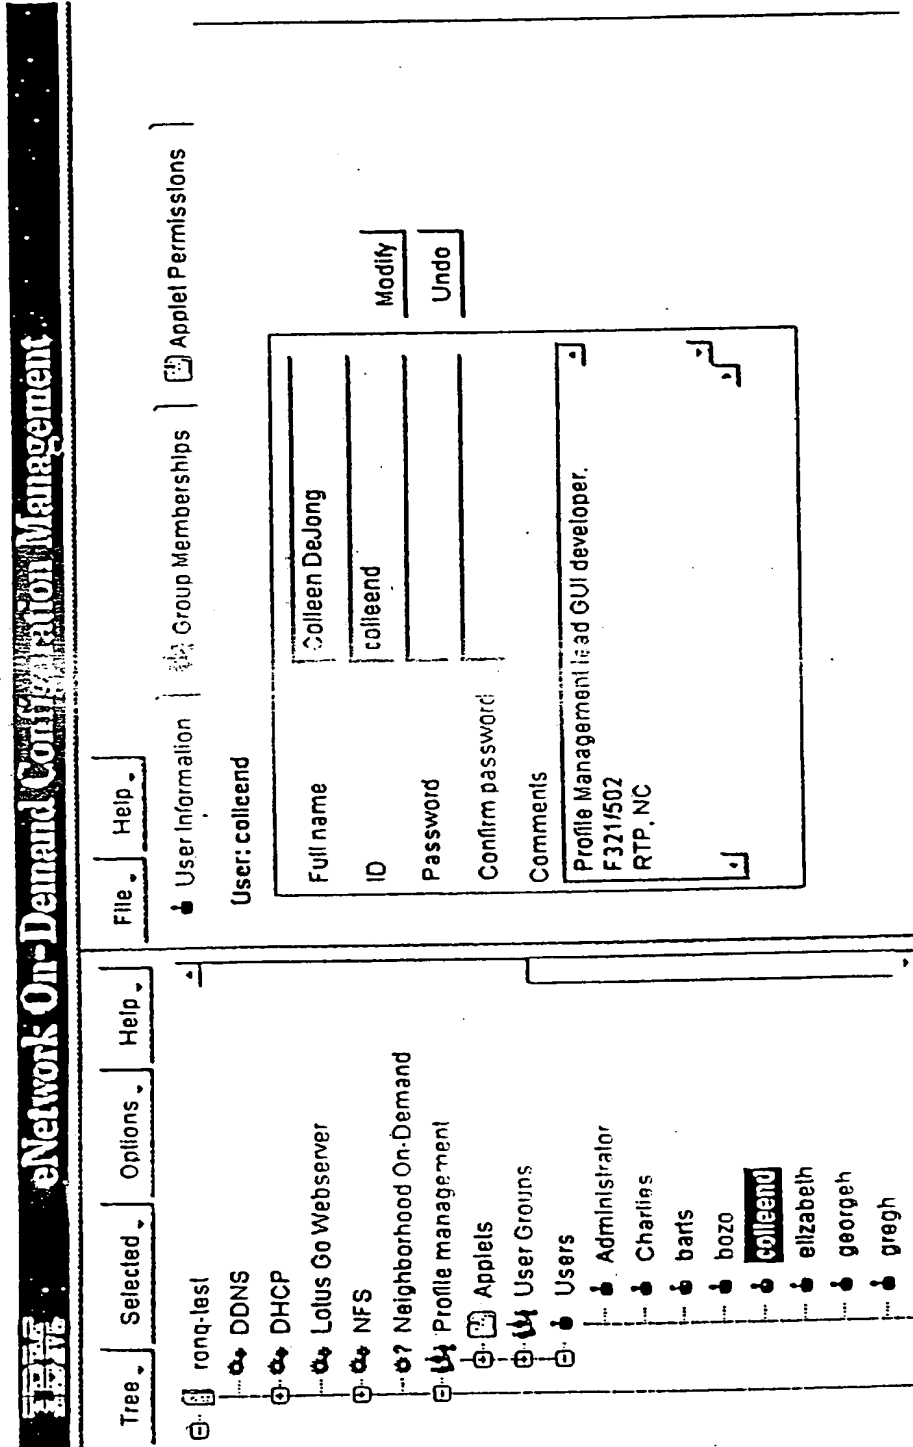 IBM eNetwork On-Demand Configuration Management
Tree Selected Options Help
ronq-test
DDNS
DHCP
Lotus Go Webserver
NFS
Neighborhood On-Demand
Profile management
Applets
User Groups
Users
Administrator
Charlies
barts
bozo
colleend
elizabeth
georgeh
gregh
File Help
User Information Group Memberships Applet Permissions
User: colleend
Full name Colleen DeJong
ID colleend
Modify
Password
Undo
Confirm password
Comments
Profile Management lead GUI developer.
F321/502
RTP, NC